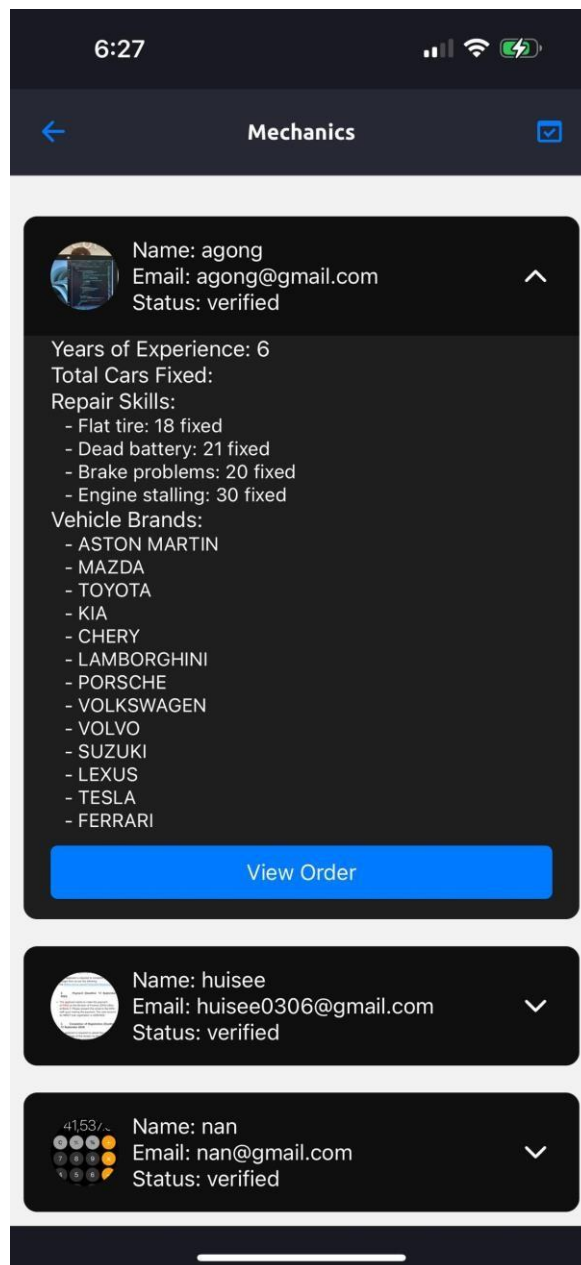 6:27
Mechanics
Name: agong
Email: agong@gmail.com
Status: verified
Years of Experience: 6
Total Cars Fixed:
Repair Skills:
- Flat tire: 18 fixed
- Dead battery: 21 fixed
- Brake problems: 20 fixed
- Engine stalling: 30 fixed
Vehicle Brands:
- ASTON MARTIN
- MAZDA
- TOYOTA
- KIA
- CHERY
- LAMBORGHINI
- PORSCHE
- VOLKSWAGEN
- VOLVO
- SUZUKI
- LEXUS
- TESLA
- FERRARI
View Order
Name: huisee
Email: huisee0306@gmail.com
Status: verified
Name: nan
Email: nan@gmail.com
Status: verified